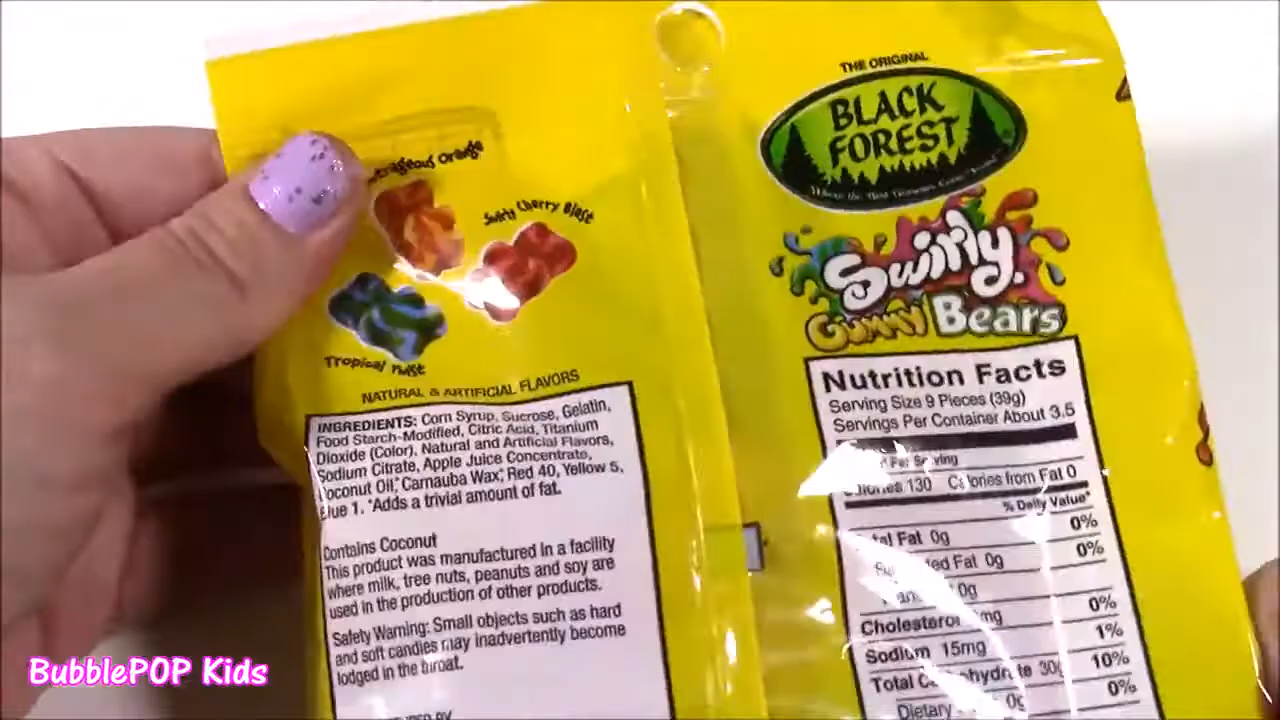 Orange
Swirly Cherry Blast
Tropical Twist
NATURAL & ARTIFICIAL FLAVORS
INGREDIENTS: Corn Syrup, Sucrose, Gelatin,
Food Starch-Modified, Citric Acid, Titanium
Dioxide (Color), Natural and Artificial Flavors,
Sodium Citrate, Apple Juice Concentrate,
Coconut Oil,* Carnauba Wax,* Red 40, Yellow 5,
Blue 1. *Adds a trivial amount of fat.
Contains Coconut
This product was manufactured in a facility
where milk, tree nuts, peanuts and soy are
used in the production of other products.
Safety Warning: Small objects such as hard
and soft candies may inadvertently become
lodged in the throat.
THE ORIGINAL
BLACK
FOREST
Swirly
Gummy Bears
Nutrition Facts
Serving Size 9 Pieces (39g)
Servings Per Container About 3.5
Per Serving
Calories 130 Calories from Fat 0
% Daily Value*
Total Fat 0g 0%
Fat 0g 0%
0g
Cholesterol mg 0%
Sodium 15mg 1%
Total Carbohydrate 30g 10%
Dietary 0g 0%
BubblePOP Kids